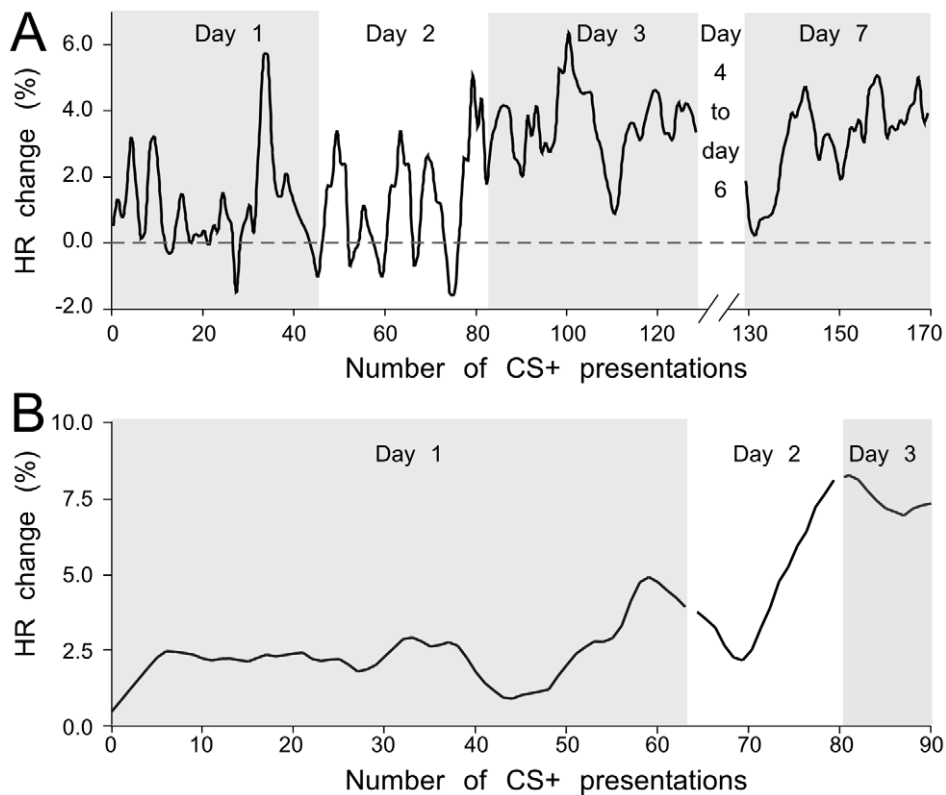 A
HR change (%)
6.0
4.0
2.0
0.0
-2.0
Day 1
Day 2
Day 3
Day
4
to
day
6
Day 7
0 20 40 60 80 100 120 130 150 170
Number of CS+ presentations
B
HR change (%)
10.0
7.5
5.0
2.5
0.0
Day 1
Day 2
Day 3
0 10 20 30 40 50 60 70 80 90
Number of CS+ presentations